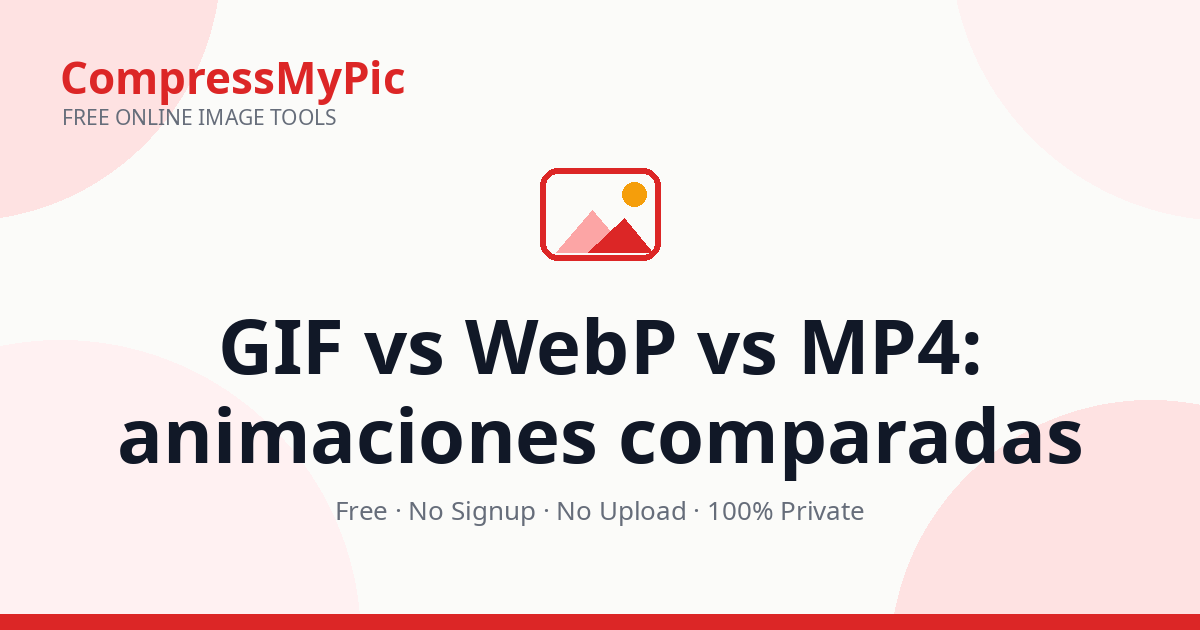 CompressMyPic
FREE ONLINE IMAGE TOOLS
GIF vs WebP vs MP4:
animaciones comparadas
Free · No Signup · No Upload · 100% Private